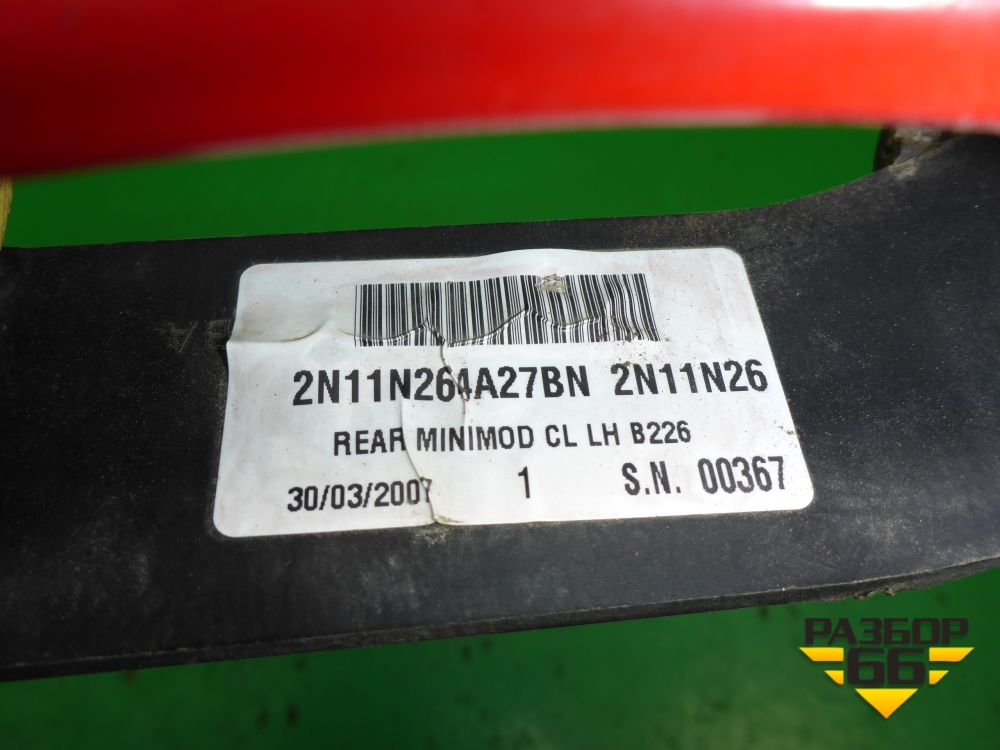 2N11N264A27BN 2N11N26
REAR MINIMOD CL LH B226
30/03/2007 1 S.N. 00367
РАЗБОР
66